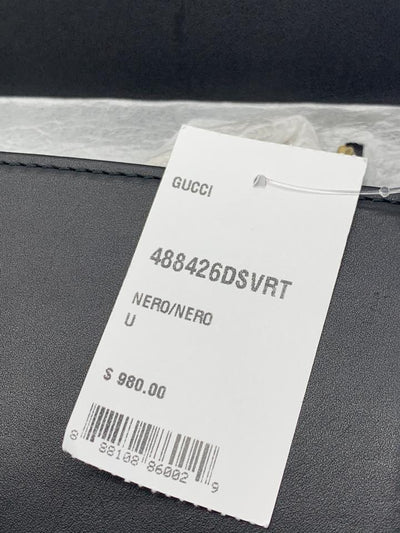 GUCCI
488426DSVRT
NERO/NERO
U
$ 980.00
8 88108 86002 9